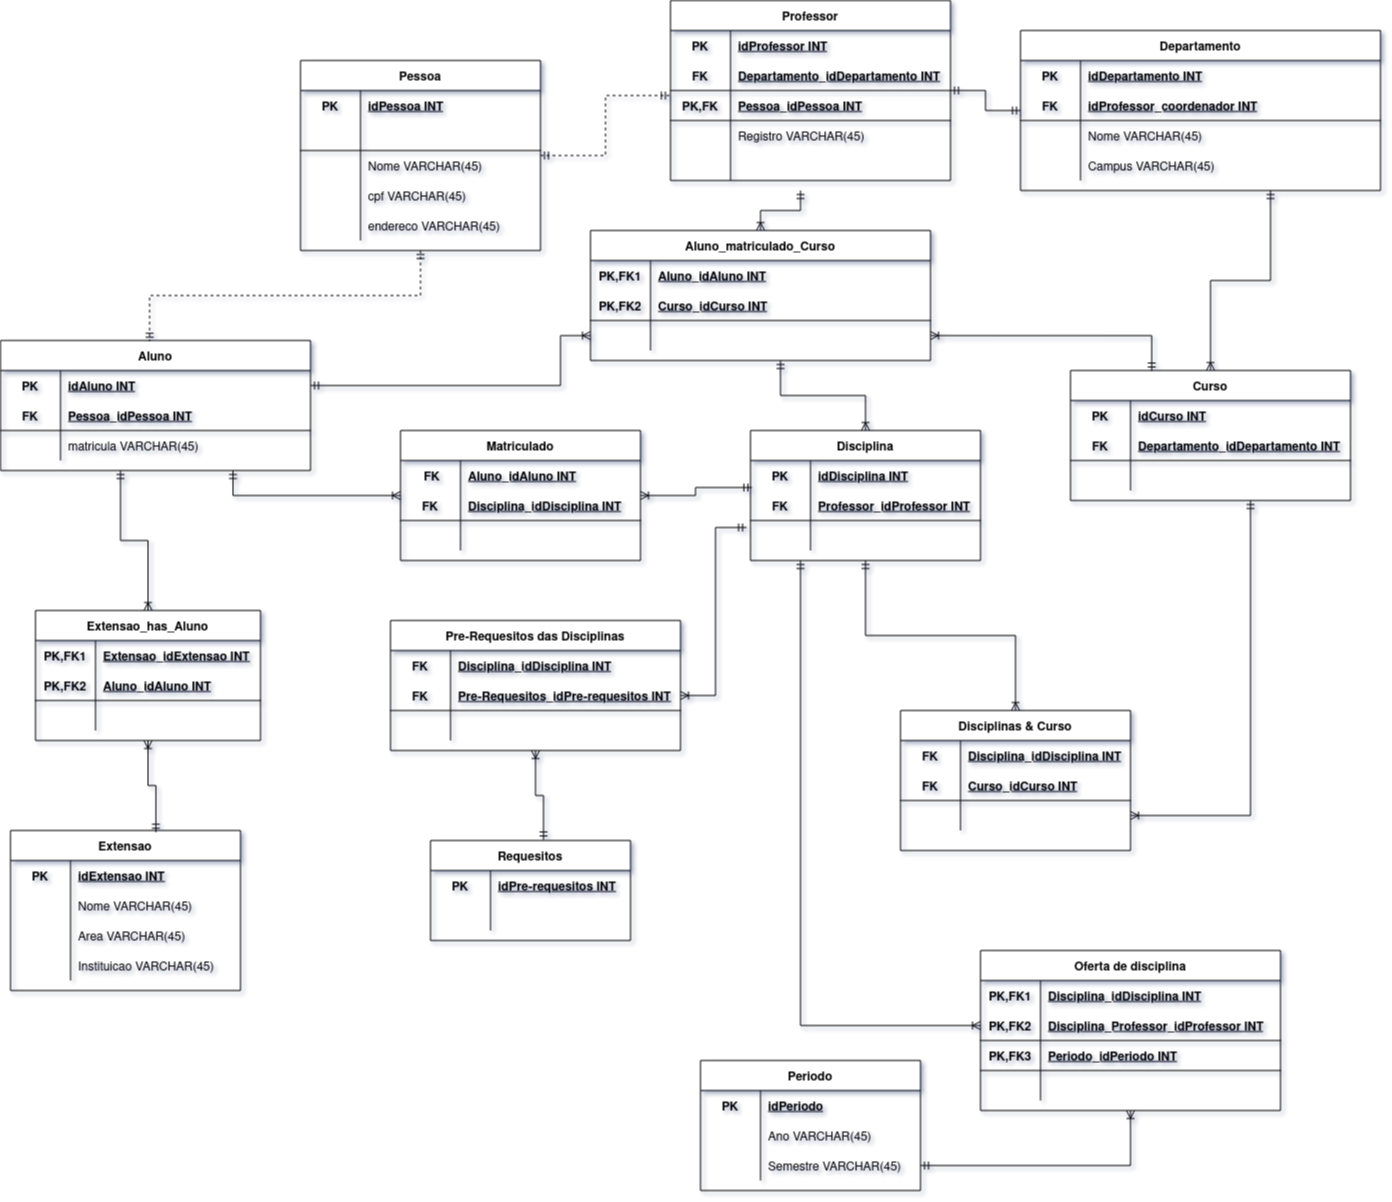 Professor
PK idProfessor INT
FK Departamento_idDepartamento INT
PK,FK Pessoa_idPessoa INT
Registro VARCHAR(45)
Departamento
PK idDepartamento INT
FK idProfessor_coordenador INT
Nome VARCHAR(45)
Campus VARCHAR(45)
Pessoa
PK idPessoa INT
Nome VARCHAR(45)
cpf VARCHAR(45)
endereco VARCHAR(45)
Aluno_matriculado_Curso
PK,FK1 Aluno_idAluno INT
PK,FK2 Curso_idCurso INT
Aluno
PK idAluno INT
FK Pessoa_idPessoa INT
matricula VARCHAR(45)
Curso
PK idCurso INT
FK Departamento_idDepartamento INT
Matriculado
FK Aluno_idAluno INT
FK Disciplina_idDisciplina INT
Disciplina
PK idDisciplina INT
FK Professor_idProfessor INT
Extensao_has_Aluno
PK,FK1 Extensao_idExtensao INT
PK,FK2 Aluno_idAluno INT
Pre-Requesitos das Disciplinas
FK Disciplina_idDisciplina INT
FK Pre-Requesitos_idPre-requesitos INT
Disciplinas & Curso
FK Disciplina_idDisciplina INT
FK Curso_idCurso INT
Extensao
PK idExtensao INT
Nome VARCHAR(45)
Area VARCHAR(45)
Instituicao VARCHAR(45)
Requesitos
PK idPre-requesitos INT
Oferta de disciplina
PK,FK1 Disciplina_idDisciplina INT
PK,FK2 Disciplina_Professor_idProfessor INT
PK,FK3 Periodo_idPeriodo INT
Periodo
PK idPeriodo
Ano VARCHAR(45)
Semestre VARCHAR(45)